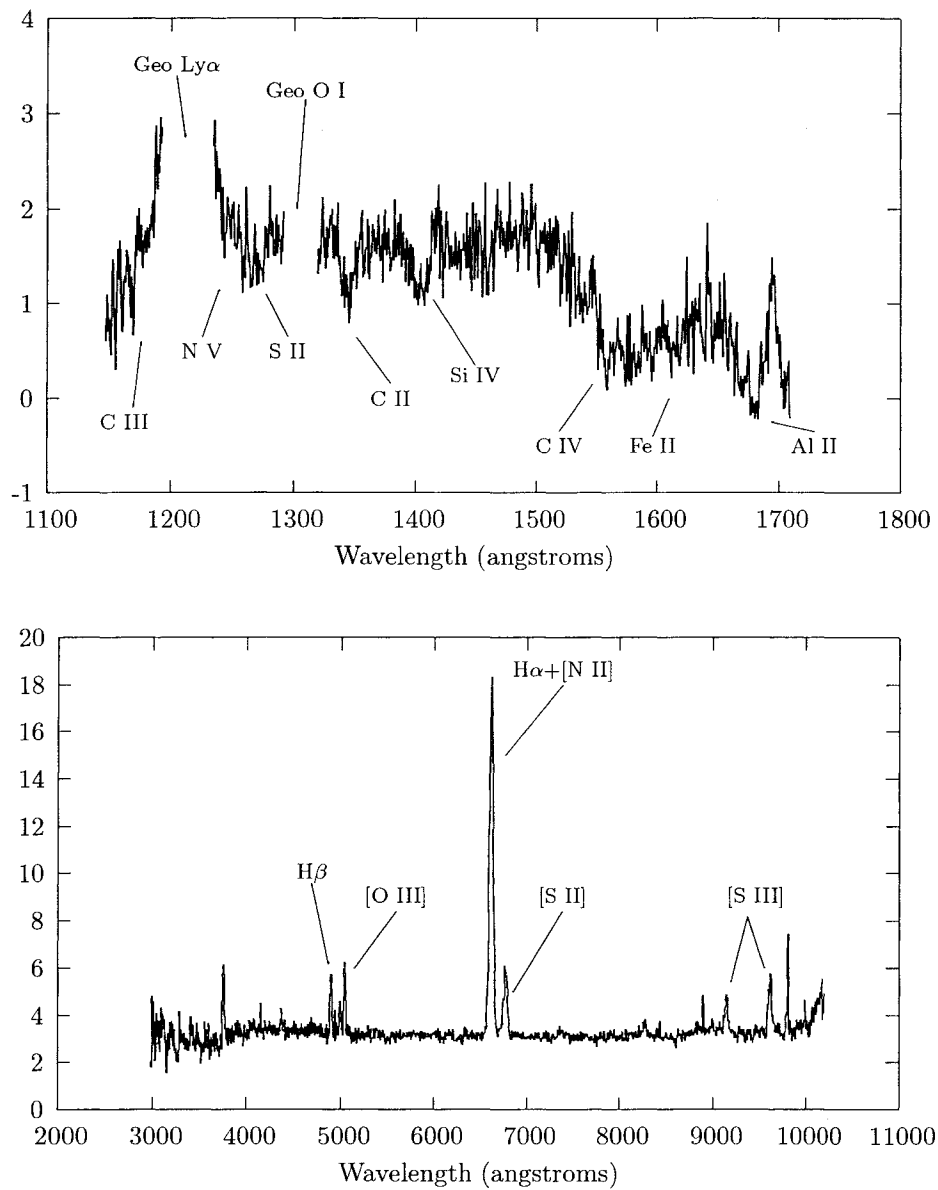 4
3
2
1
0
-1
Geo Lyα
Geo O I
C III
N V
S II
C II
Si IV
C IV
Fe II
Al II
1100 1200 1300 1400 1500 1600 1700 1800
Wavelength (angstroms)
20
18
16
14
12
10
8
6
4
2
0
Hα+[N II]
Hβ
[O III]
[S II]
[S III]
2000 3000 4000 5000 6000 7000 8000 9000 10000 11000
Wavelength (angstroms)